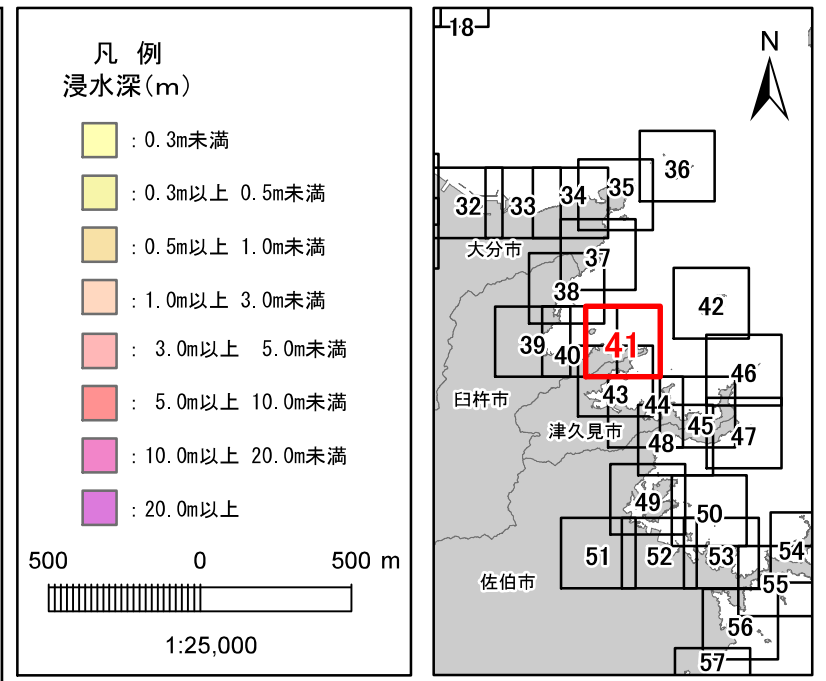 凡 例
浸水深(m)
: 0.3m未満
: 0.3m以上 0.5m未満
: 0.5m以上 1.0m未満
: 1.0m以上 3.0m未満
: 3.0m以上 5.0m未満
: 5.0m以上 10.0m未満
: 10.0m以上 20.0m未満
: 20.0m以上
500 0 500 m
1:25,000
18
N
36
35
34
32 33
大分市
37
38
42
39 40 41
46
臼杵市
43
44
津久見市
45
47
48
49
50
51 52 53 54
佐伯市
55
56
57